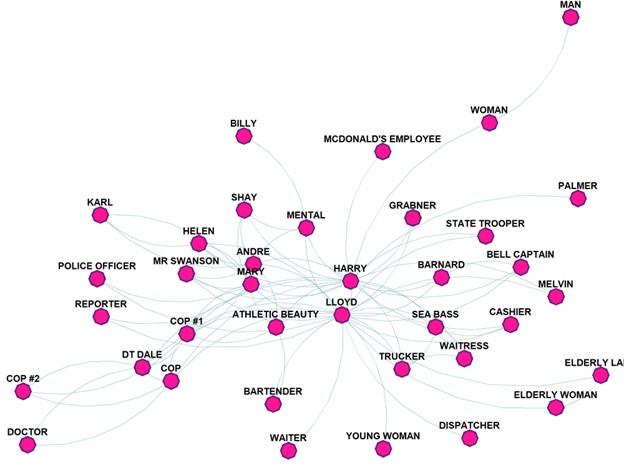 MAN
WOMAN
BILLY
MCDONALD'S EMPLOYEE
PALMER
KARL
SHAY
MENTAL
GRABNER
STATE TROOPER
HELEN
ANDRE
BELL CAPTAIN
MR SWANSON
POLICE OFFICER
MARY
HARRY
BARNARD
MELVIN
REPORTER
LLOYD
COP #1
ATHLETIC BEAUTY
SEA BASS
CASHIER
DT DALE
COP
TRUCKER
WAITRESS
ELDERLY LA
COP #2
BARTENDER
ELDERLY WOMAN
DOCTOR
WAITER
YOUNG WOMAN
DISPATCHER